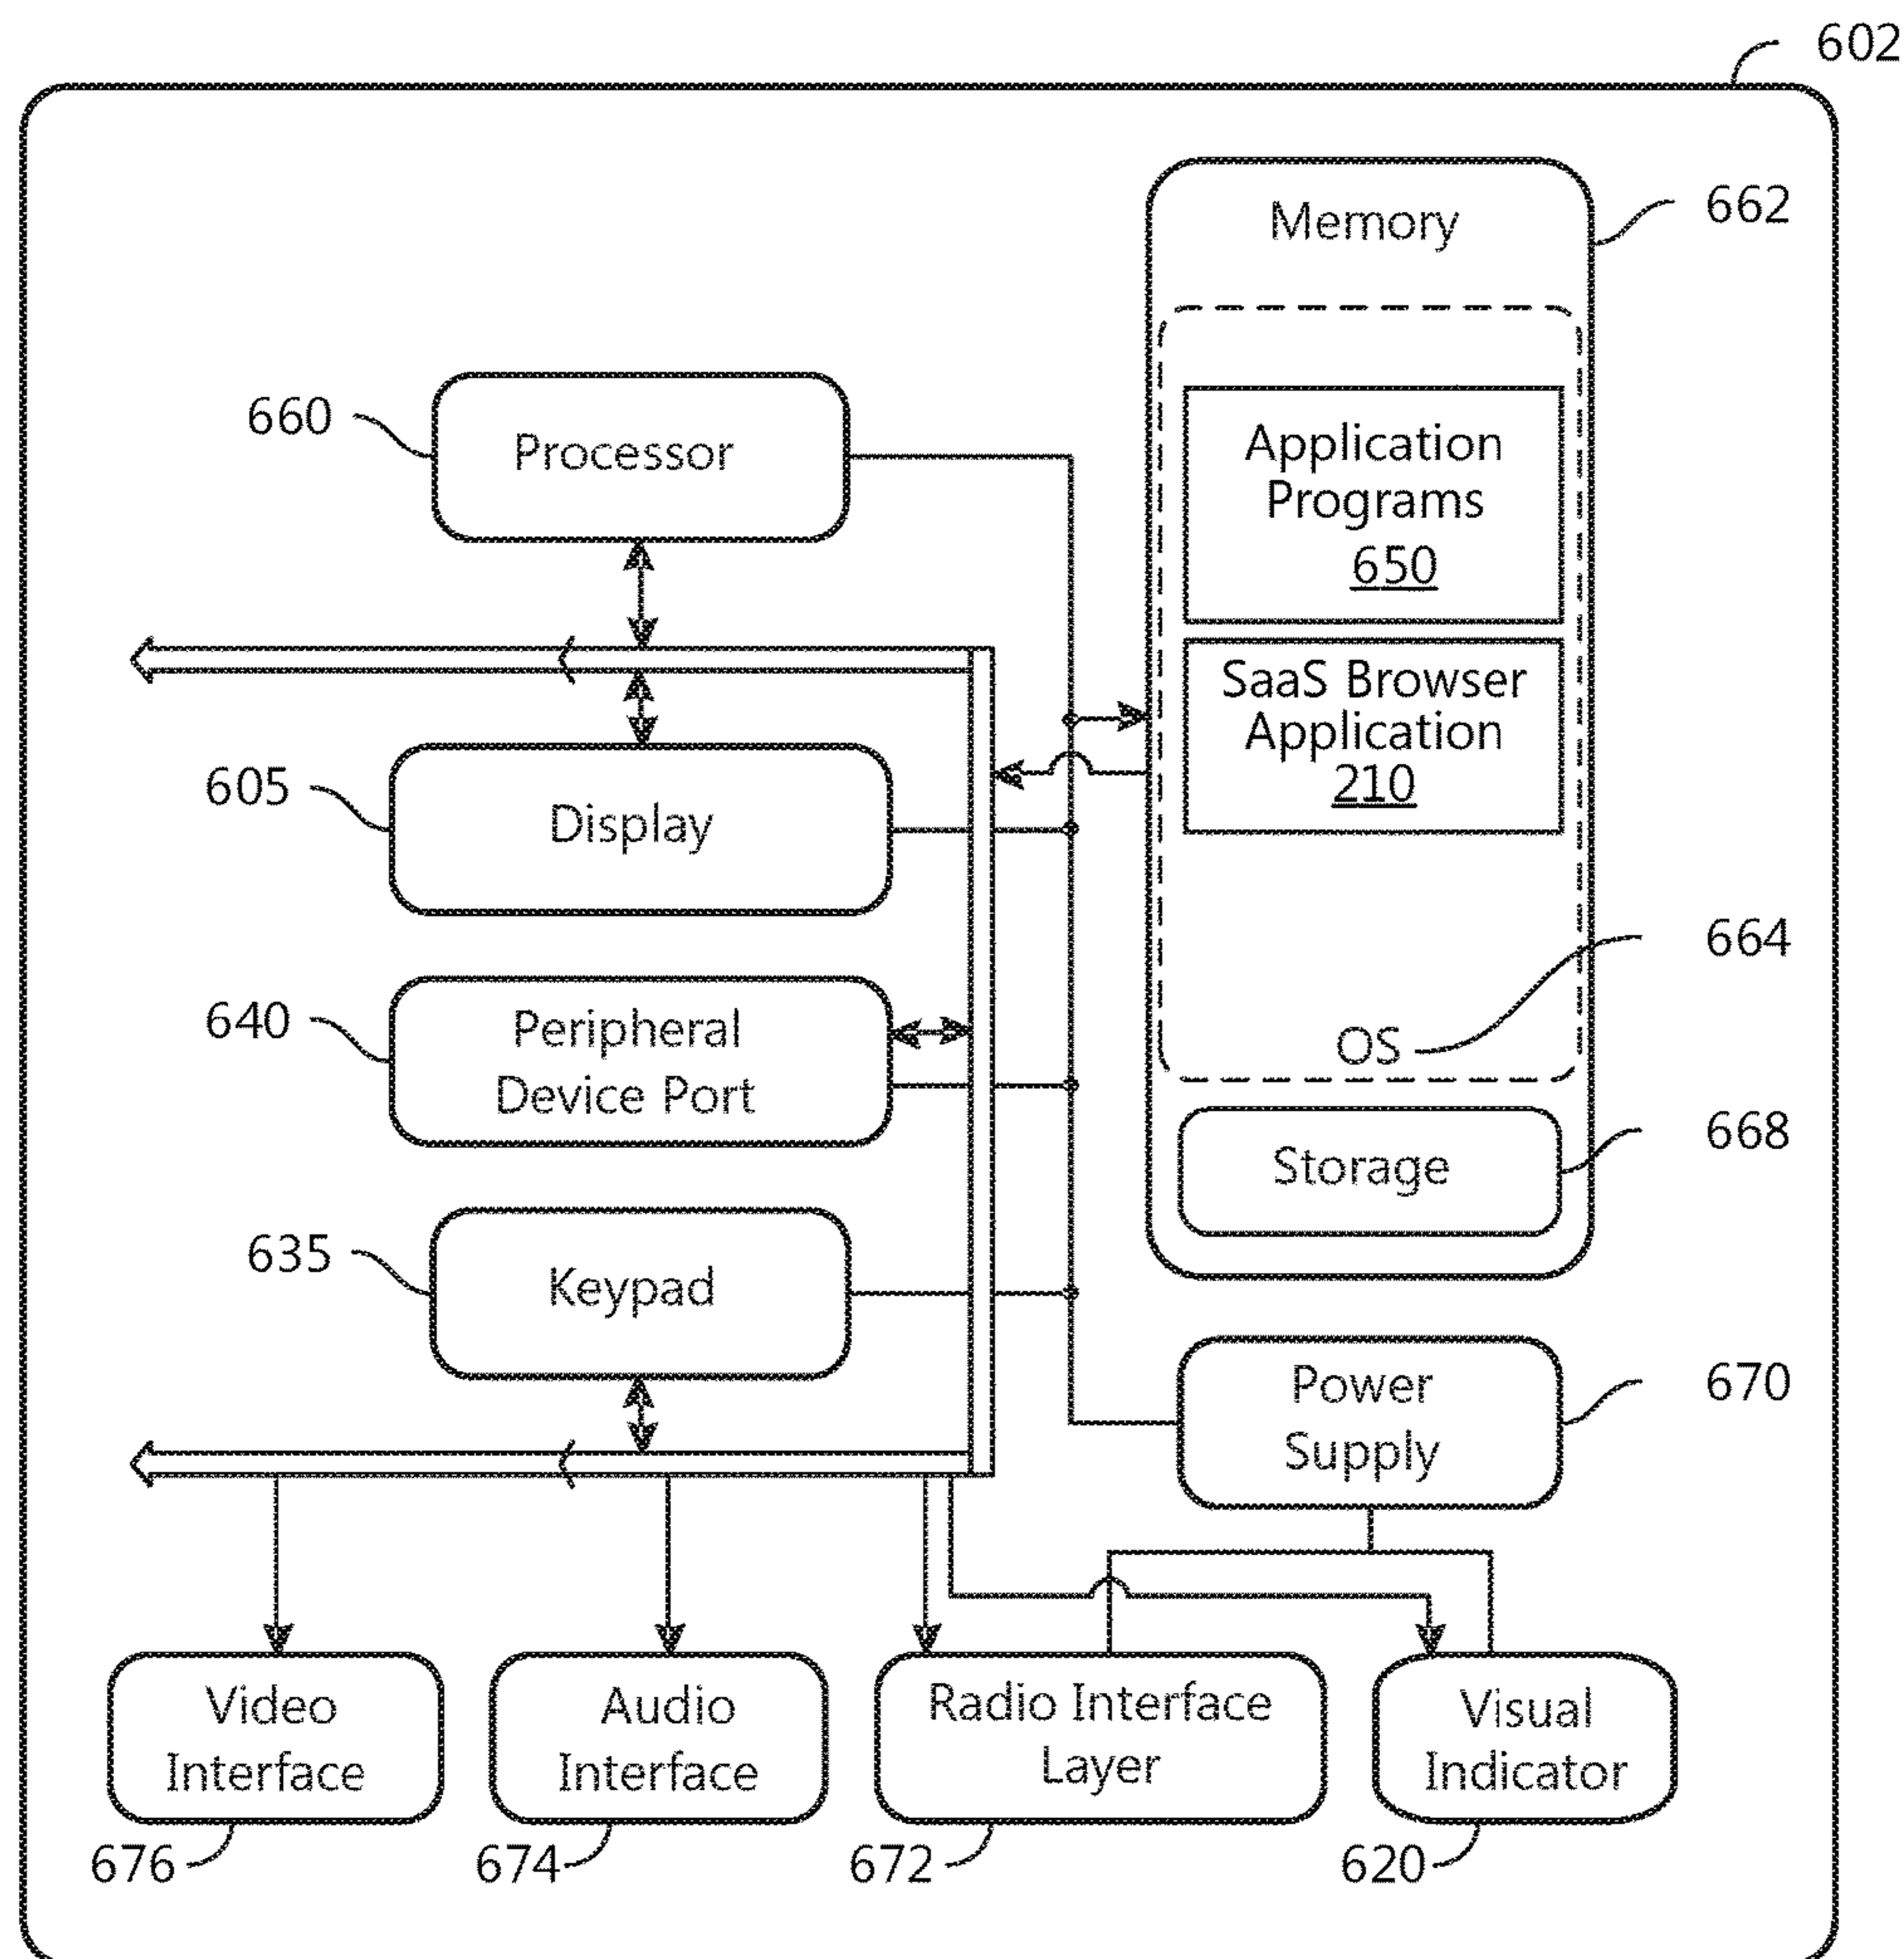 602
Memory
662
Application
Programs
650
660
Processor
SaaS Browser
Application
210
605
Display
664
640
Peripheral
Device Port
OS
668
Storage
635
Keypad
Power
Supply
670
Video
Interface
Audio
Interface
Radio Interface
Layer
Visual
Indicator
676
674
672
620